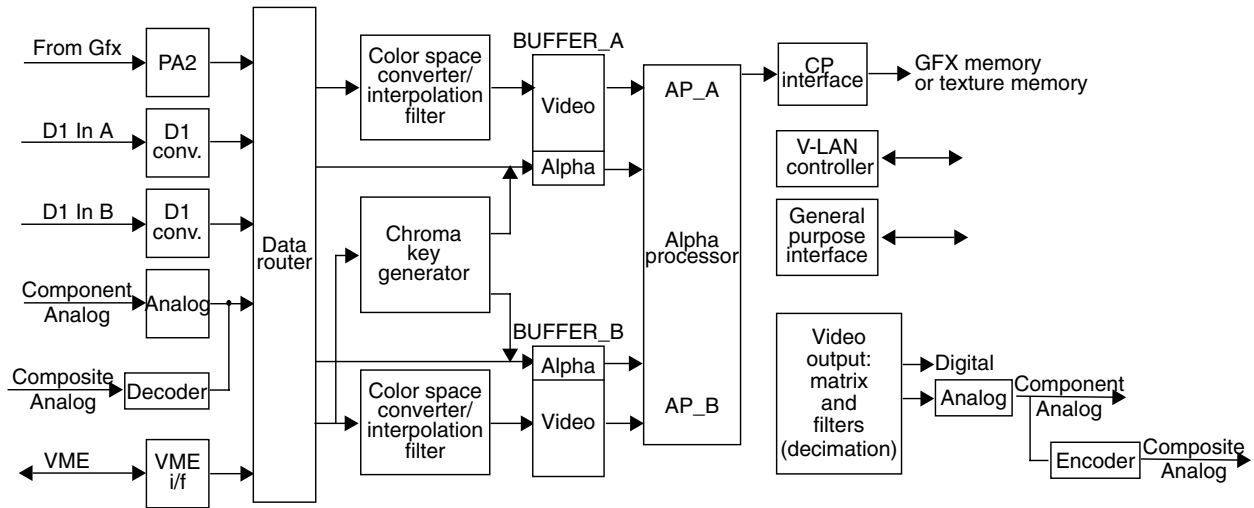 From Gfx
PA2
D1 In A
D1
conv.
D1 In B
D1
conv.
Component
Analog
Analog
Composite
Analog
Decoder
VME
VME
i/f
Data
router
Color space
converter/
interpolation
filter
Chroma
key
generator
Color space
converter/
interpolation
filter
BUFFER_A
Video
Alpha
BUFFER_B
Alpha
Video
AP_A
Alpha
processor
AP_B
CP
interface
GFX memory
or texture memory
V-LAN
controller
General
purpose
interface
Video
output:
matrix
and
filters
(decimation)
Digital
Analog
Component
Analog
Encoder
Composite
Analog